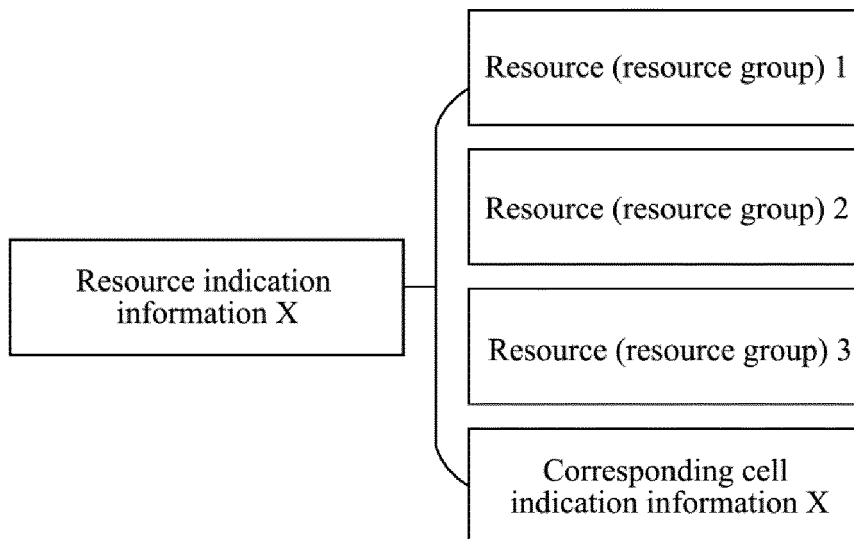 Resource (resource group) 1
Resource (resource group) 2
Resource indication
information X
Resource (resource group) 3
Corresponding cell
indication information X